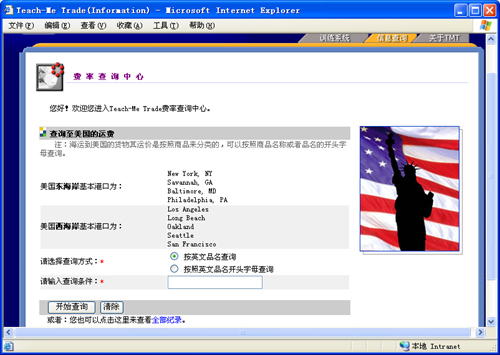 Teach-Me Trade(Information) - Microsoft Internet Explorer
文件(F) 编辑(E) 查看(V) 收藏(A) 工具(T) 帮助(H)
训练系统 信息查询 关于TMT
费率查询中心
您好！欢迎您进入Teach-Me Trade费率查询中心。
查询至美国的运费
注：海运到美国的货物其运价是按照商品来分类的，可以按照商品名称或者品名的开头字
母查询。
美国东海岸基本港口为：
New York, NY
Savannah, GA
Baltimore, MD
Philadelphia, PA
美国西海岸基本港口为：
Los Angeles
Long Beach
Oakland
Seattle
San Francisco
请选择查询方式：*
按英文品名查询
按照英文品名开头字母查询
请输入查询条件：*
开始查询 清除
或者：您也可以点击这里来查看全部纪录。
本地 Intranet